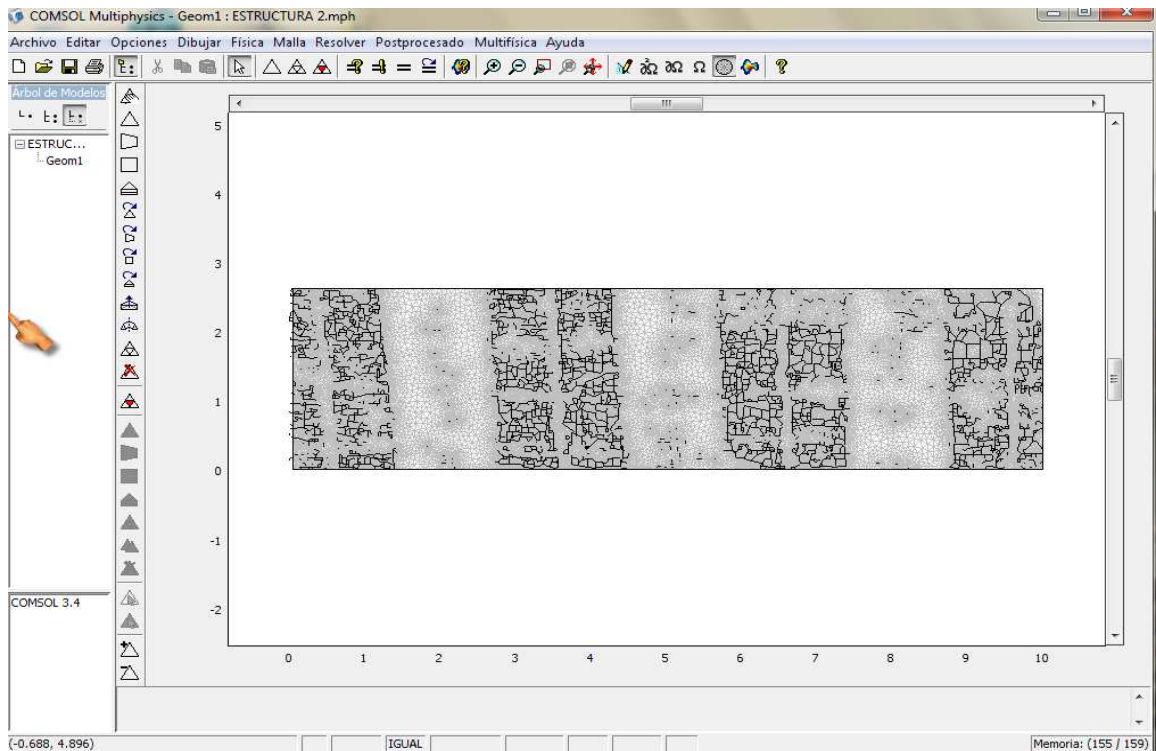 COMSOL Multiphysics - Geom1 : ESTRUCTURA 2.mph
Archivo Editar Opciones Dibujar Física Malla Resolver Postprocesado Multifísica Ayuda
Árbol de Modelos
ESTRUC...
Geom1
5
4
3
2
1
0
-1
-2
0 1 2 3 4 5 6 7 8 9 10
COMSOL 3.4
(-0.688, 4.896)
IGUAL
Memoria: (155 / 159)